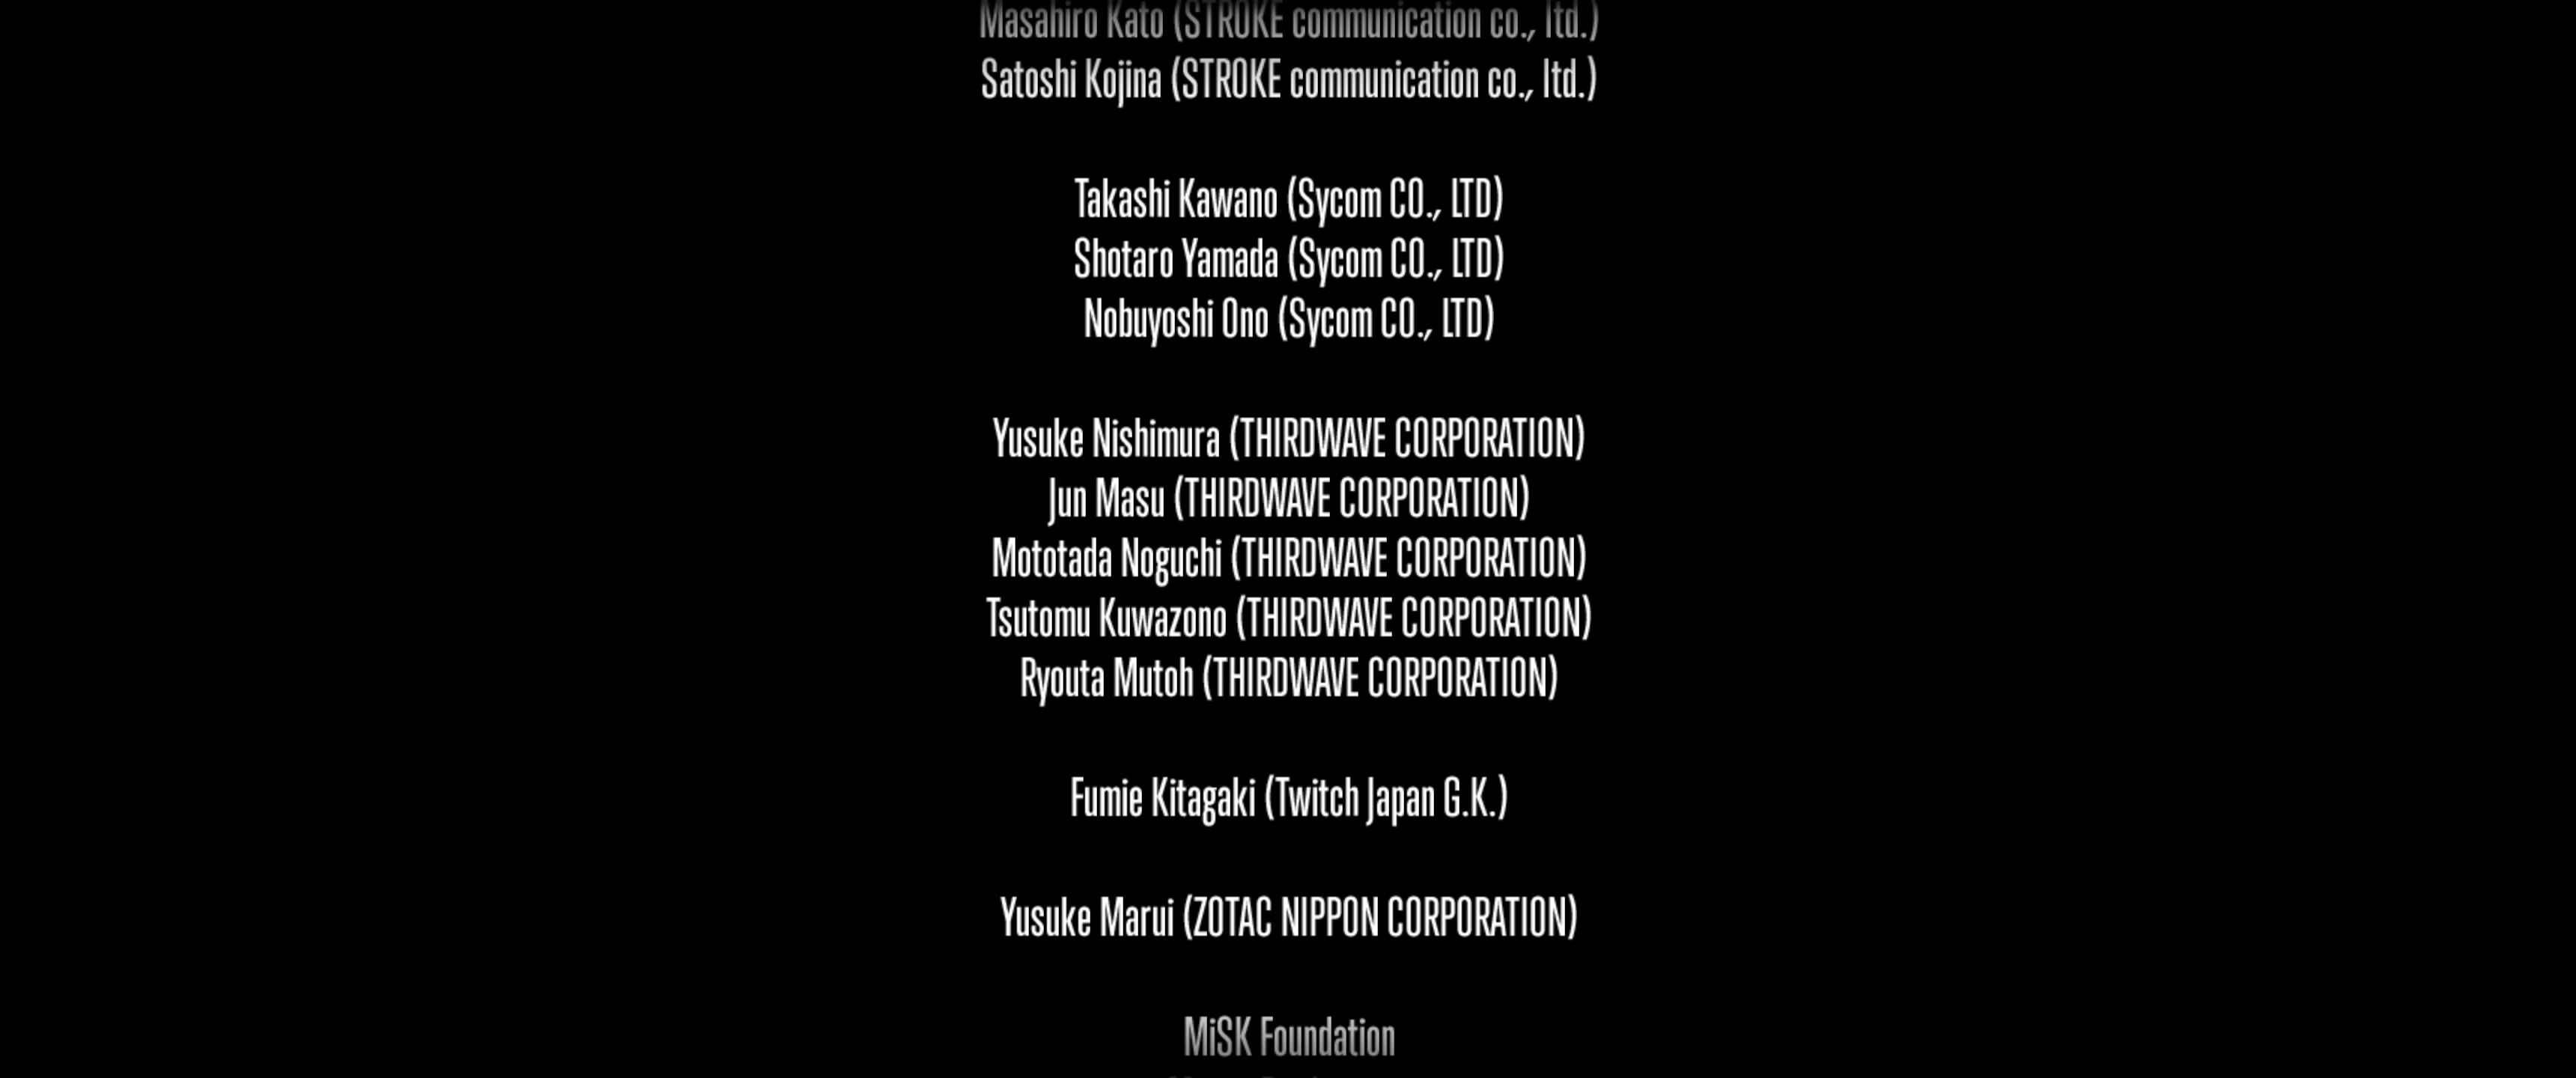 Masahiro Kato (STROKE communication co., ltd.)
Satoshi Kojina (STROKE communication co., ltd.)
Takashi Kawano (Sycom CO., LTD)
Shotaro Yamada (Sycom CO., LTD)
Nobuyoshi Ono (Sycom CO., LTD)
Yusuke Nishimura (THIRDWAVE CORPORATION)
Jun Masu (THIRDWAVE CORPORATION)
Mototada Noguchi (THIRDWAVE CORPORATION)
Tsutomu Kuwazono (THIRDWAVE CORPORATION)
Ryouta Mutoh (THIRDWAVE CORPORATION)
Fumie Kitagaki (Twitch Japan G.K.)
Yusuke Marui (ZOTAC NIPPON CORPORATION)
MiSK Foundation